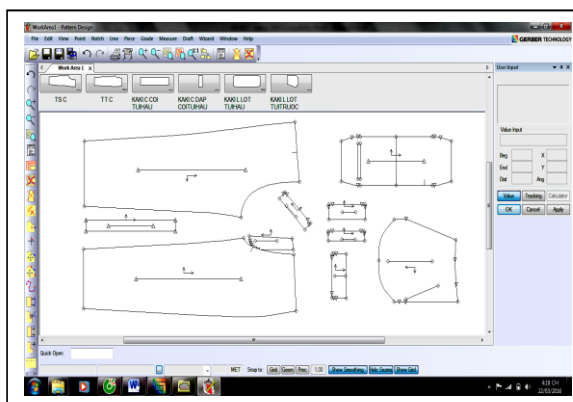 WorkArea1 - Pattern Design
File Edit View Point Notch Line Piece Grade Measure Draft Wizard Window Help
GERBER TECHNOLOGY
Work Area 1 x
TS C
TT C
KAKI C COI TUIHAU
KAKI C DAP COITUIHAU
KAKI L LOT TUIHAU
KAKI L LOT TUITRUOC
User Input
Value Input
Beg X
End Y
Dist Ang
Value Tracking Calculator
OK Cancel Apply
Quick Open
MET Snap to: Grid Geom Prec. 1.00 Show Smoothing Hide Seams Show Grid
4:18 CH
22/03/2016